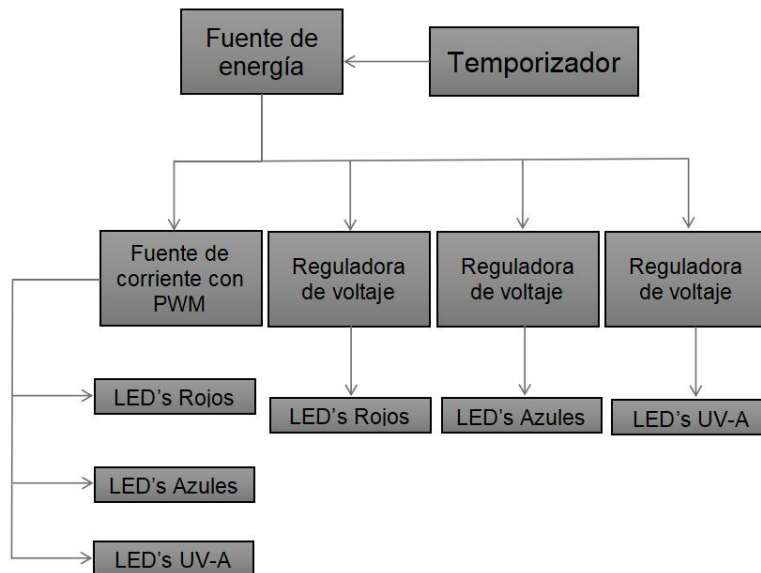 Fuente de
energía
Temporizador
Fuente de
corriente con
PWM
Reguladora
de voltaje
Reguladora
de voltaje
Reguladora
de voltaje
LED's Rojos
LED's Azules
LED's UV-A
LED's Rojos
LED's Azules
LED's UV-A